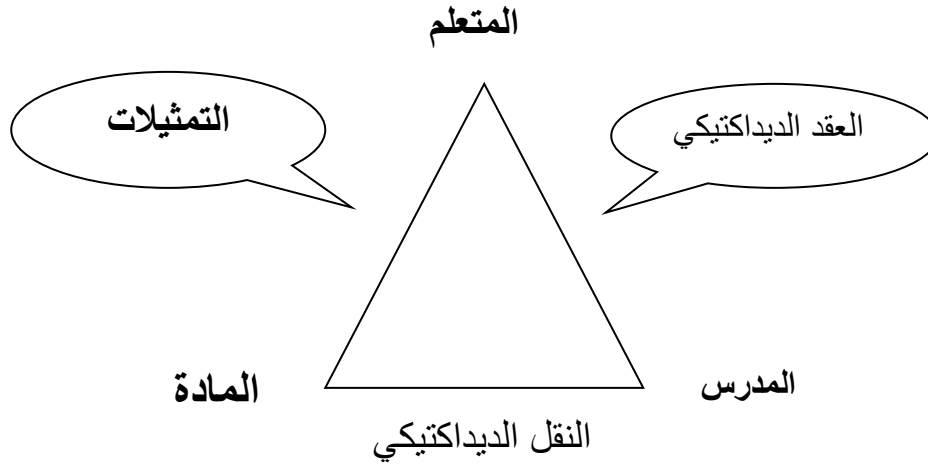 المتعلم
العقد الديداكتيكي
التمثيلات
المدرس
المادة
النقل الديداكتيكي